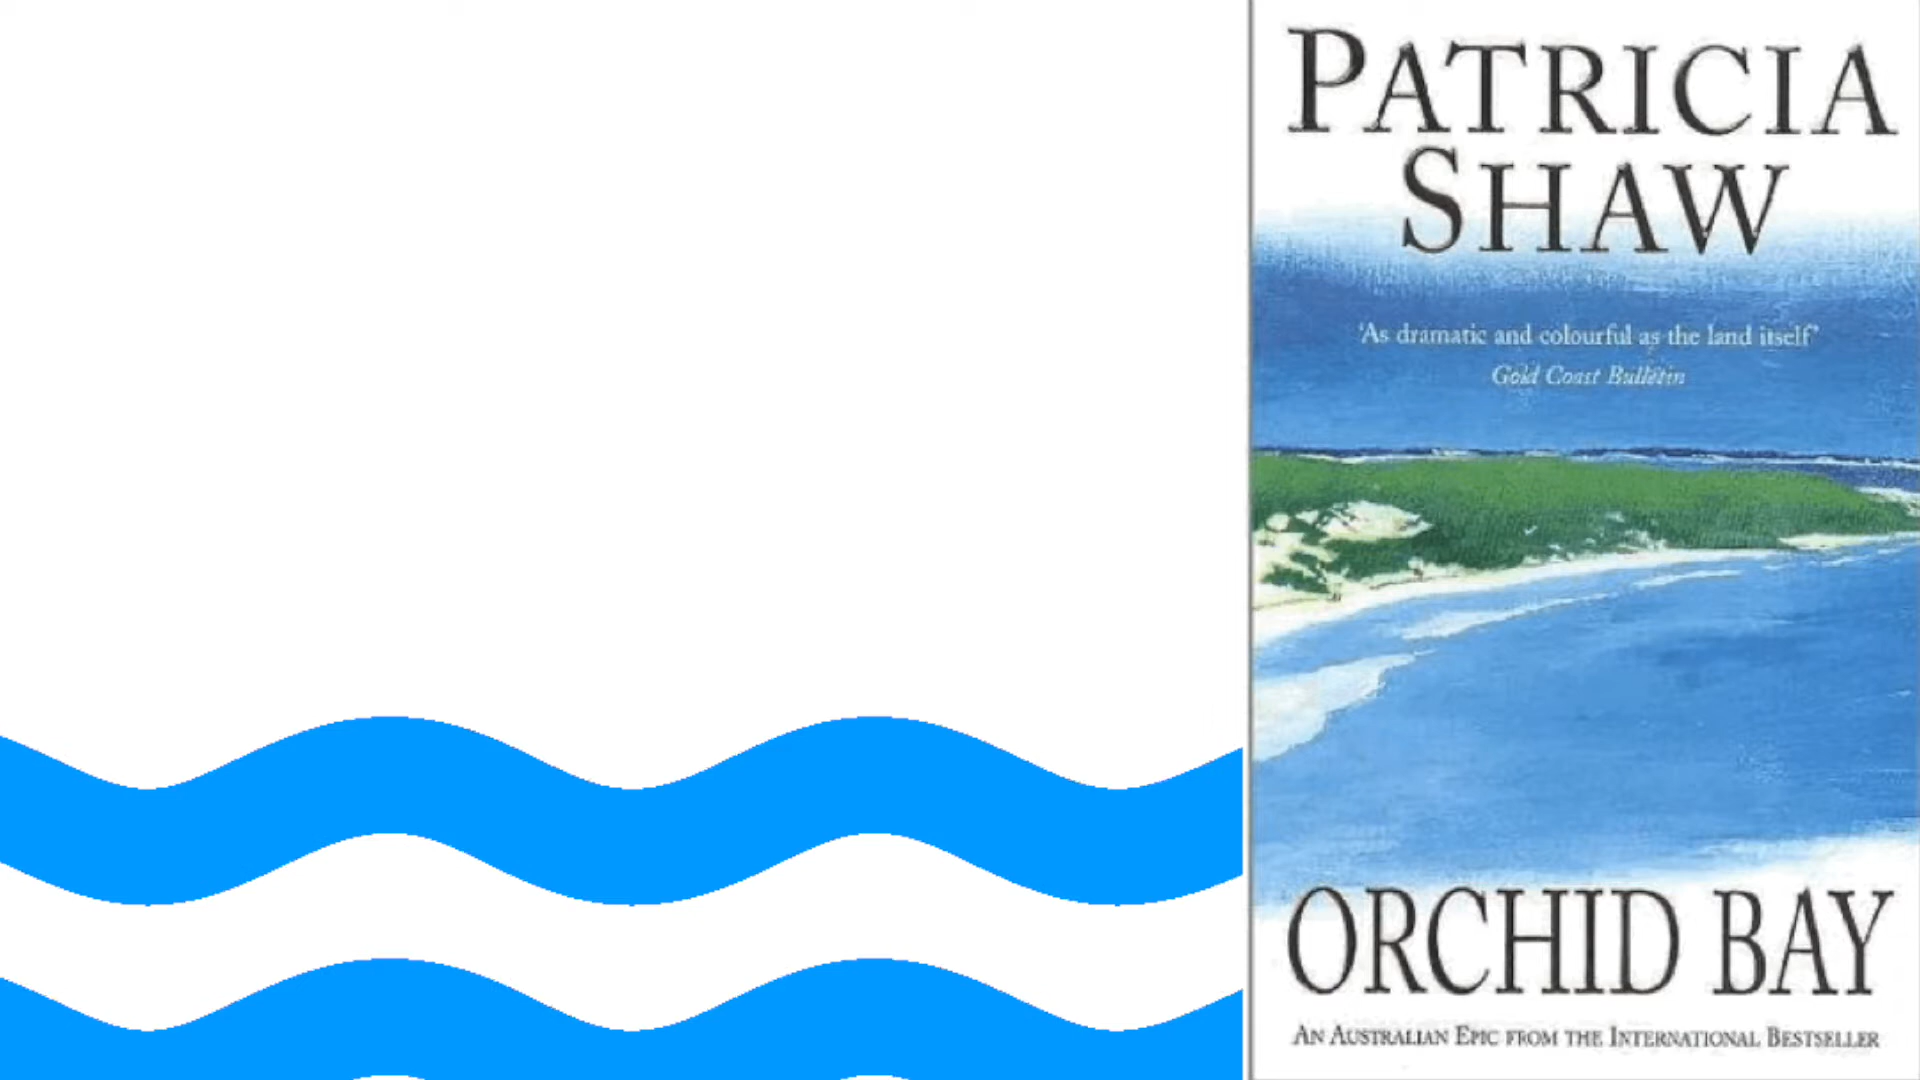 PATRICIA
SHAW
'As dramatic and colourful as the land itself'
Gold Coast Bulletin
ORCHID BAY
AN AUSTRALIAN EPIC FROM THE INTERNATIONAL BESTSELLER